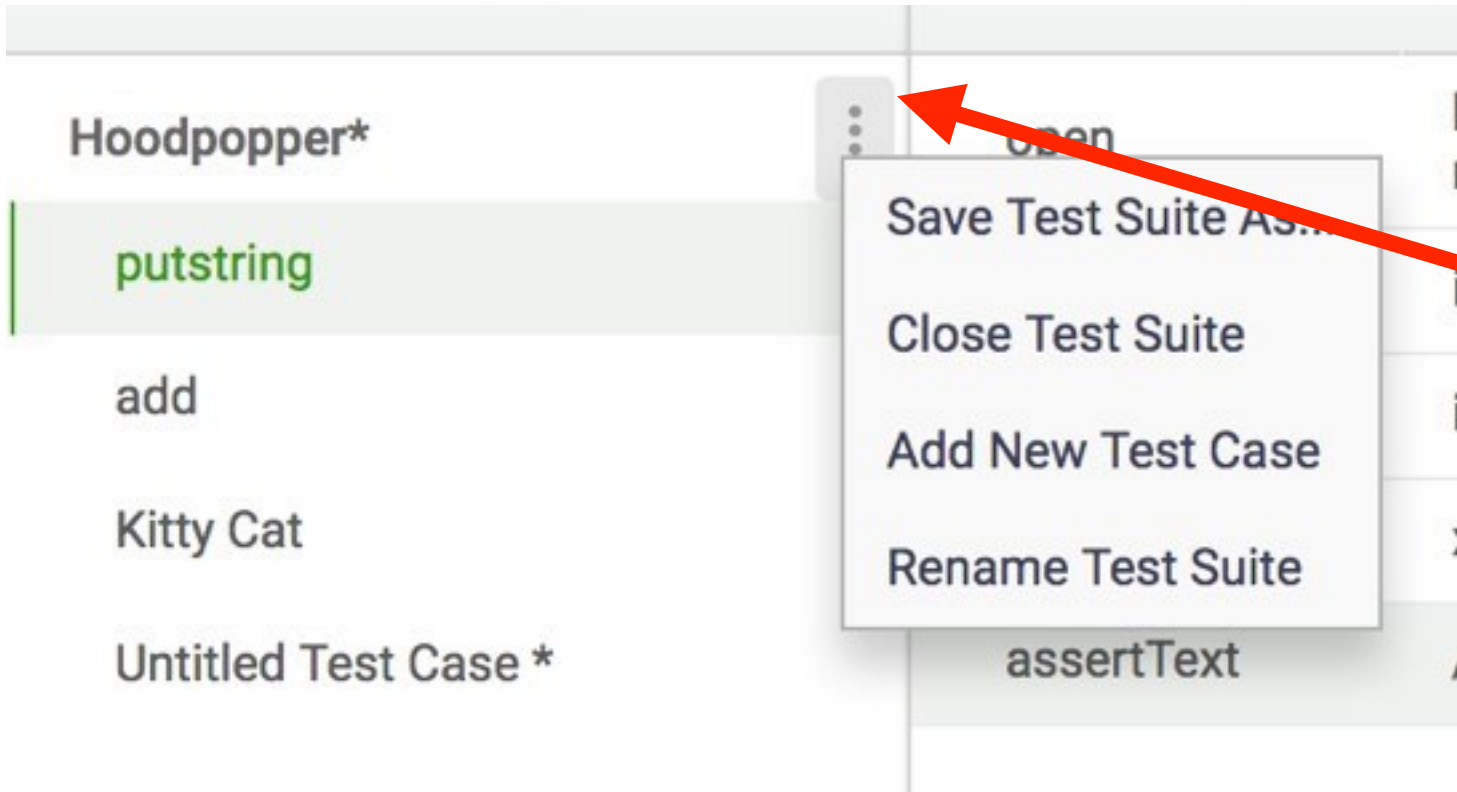 Hoodpopper*
putstring
add
Kitty Cat
Untitled Test Case *
Save Test Suite As...
Close Test Suite
Add New Test Case
Rename Test Suite
open
assertText